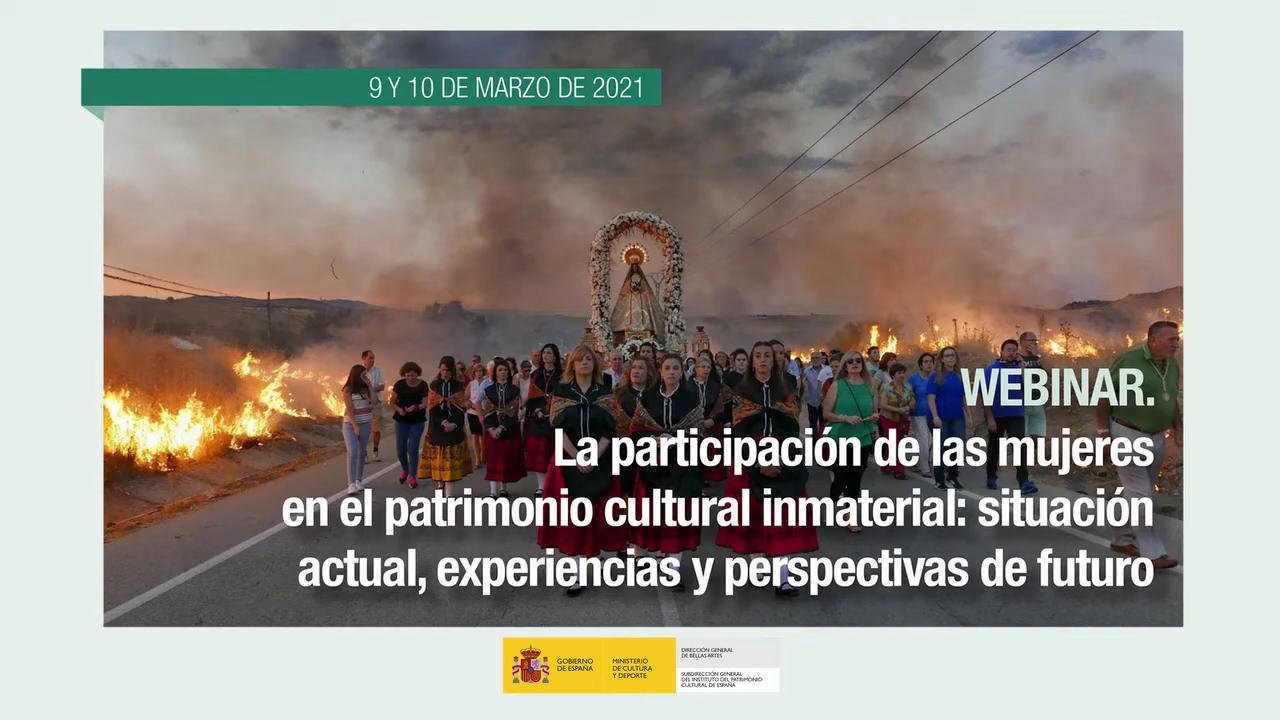 9 Y 10 DE MARZO DE 2021
WEBINAR.
La participación de las mujeres
en el patrimonio cultural inmaterial: situación
actual, experiencias y perspectivas de futuro
GOBIERNO
DE ESPAÑA
MINISTERIO
DE CULTURA
Y DEPORTE
DIRECCIÓN GENERAL
DE BELLAS ARTES
SUBDIRECCIÓN GENERAL
DEL INSTITUTO DEL PATRIMONIO
CULTURAL DE ESPAÑA